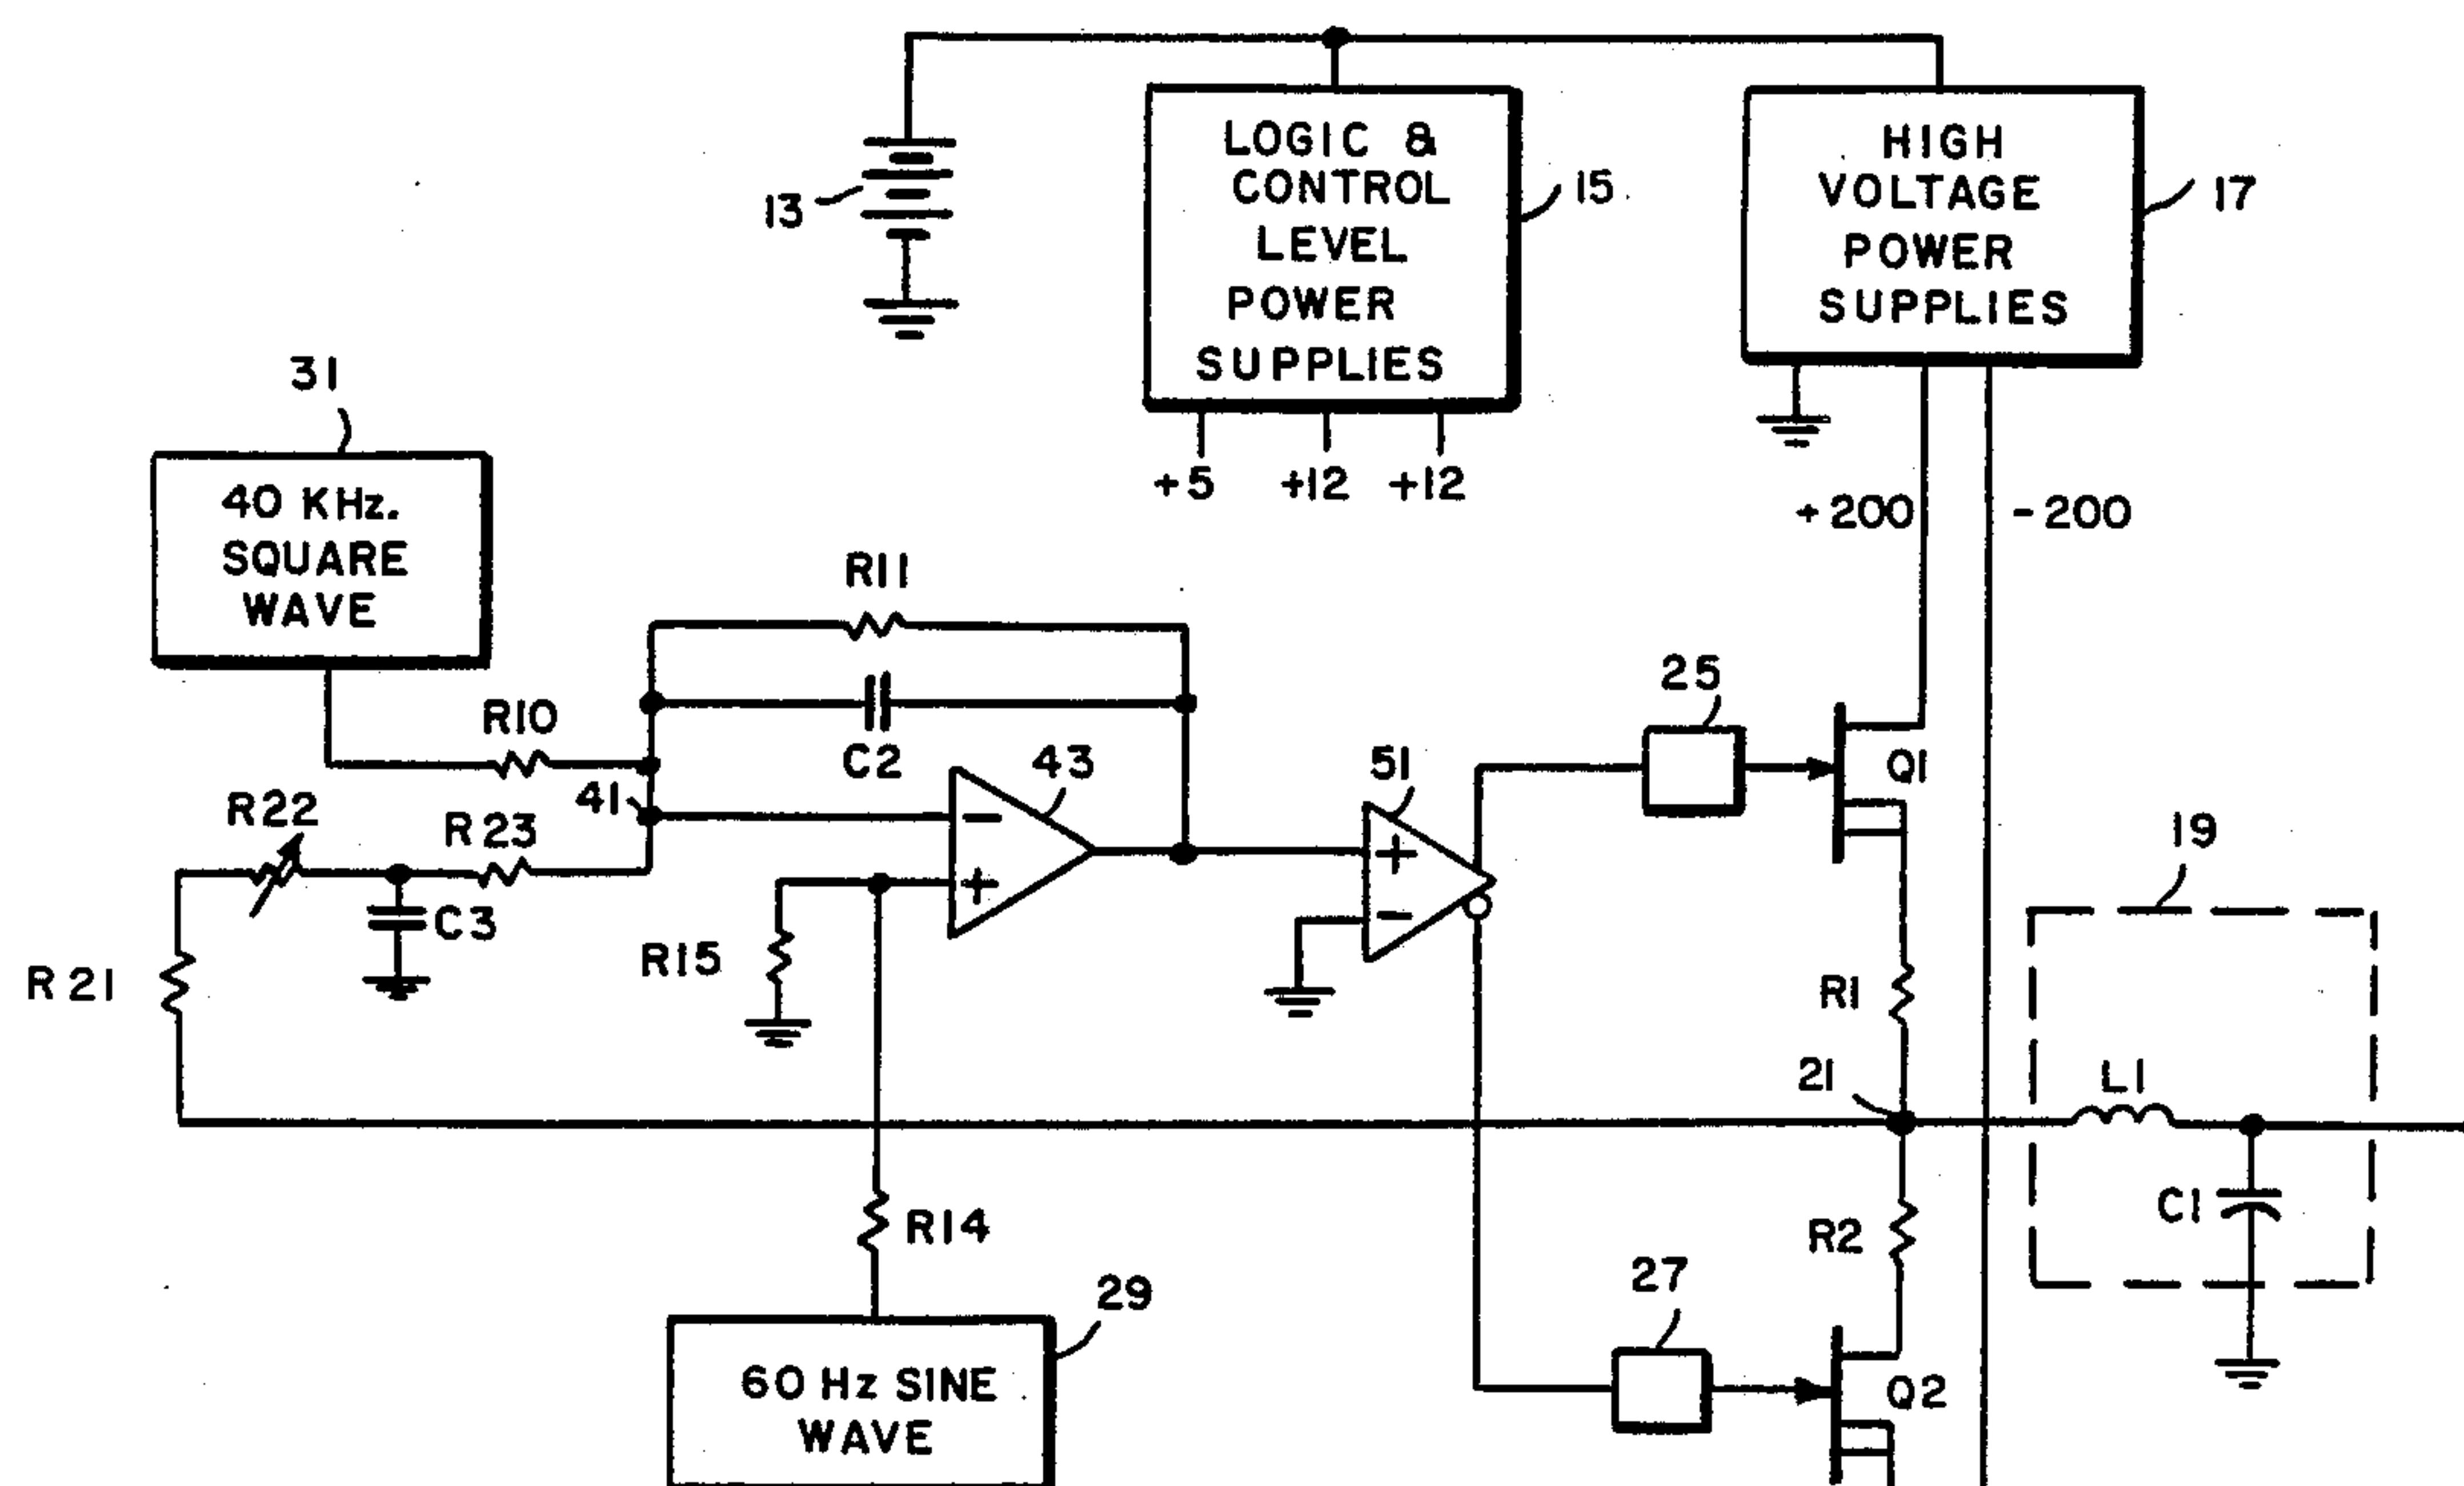 LOGIC &
CONTROL
LEVEL
POWER
SUPPLIES
15
HIGH
VOLTAGE
POWER
SUPPLIES
17
13
31
40 KHz.
SQUARE
WAVE
+5
+12
+12
+200
-200
R11
25
R10
C2
43
51
Q1
41
R22
R23
19
C3
R15
R21
R1
21
L1
C1
R14
R2
27
29
60 Hz SINE
WAVE
Q2
+
-
+
-